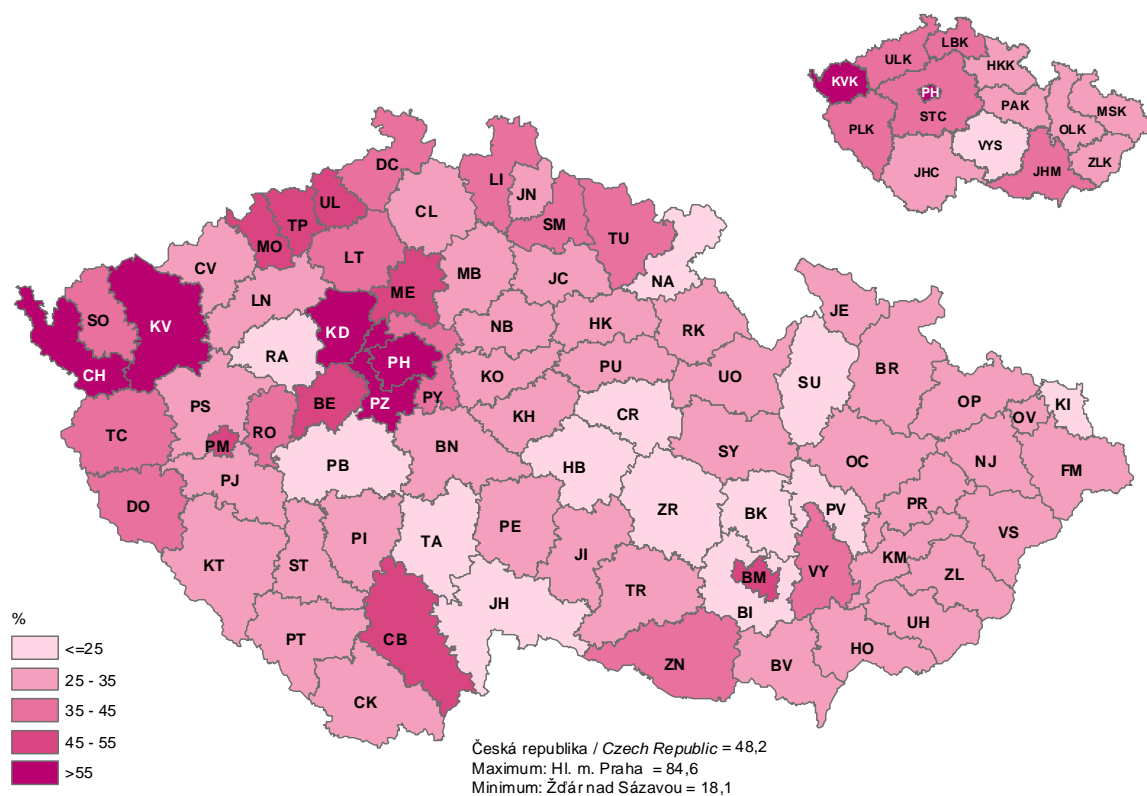 KVK
ULK
LBK
HKK
PH
STC
PAK
MSK
PLK
OLK
VYS
ZLK
JHC
JHM
DC
LI
JN
UL
CL
SM
TP
TU
MO
LT
CV
MB
JC
NA
ME
LN
SO
KV
KD
NB
HK
RK
JE
RA
PH
PU
BR
CH
KO
UO
SU
PZ
PY
BE
PS
CR
KH
OP
KI
OV
TC
RO
PM
BN
SY
OC
NJ
FM
PB
HB
PJ
PR
DO
ZR
BK
PV
VS
PI
TA
PE
JI
KM
KT
ST
BM
VY
ZL
TR
JH
BI
UH
CB
PT
HO
ZN
BV
CK
%
<=25
25 - 35
35 - 45
45 - 55
>55
Česká republika / Czech Republic = 48,2
Maximum: Hl. m. Praha = 84,6
Minimum: Žďár nad Sázavou = 18,1